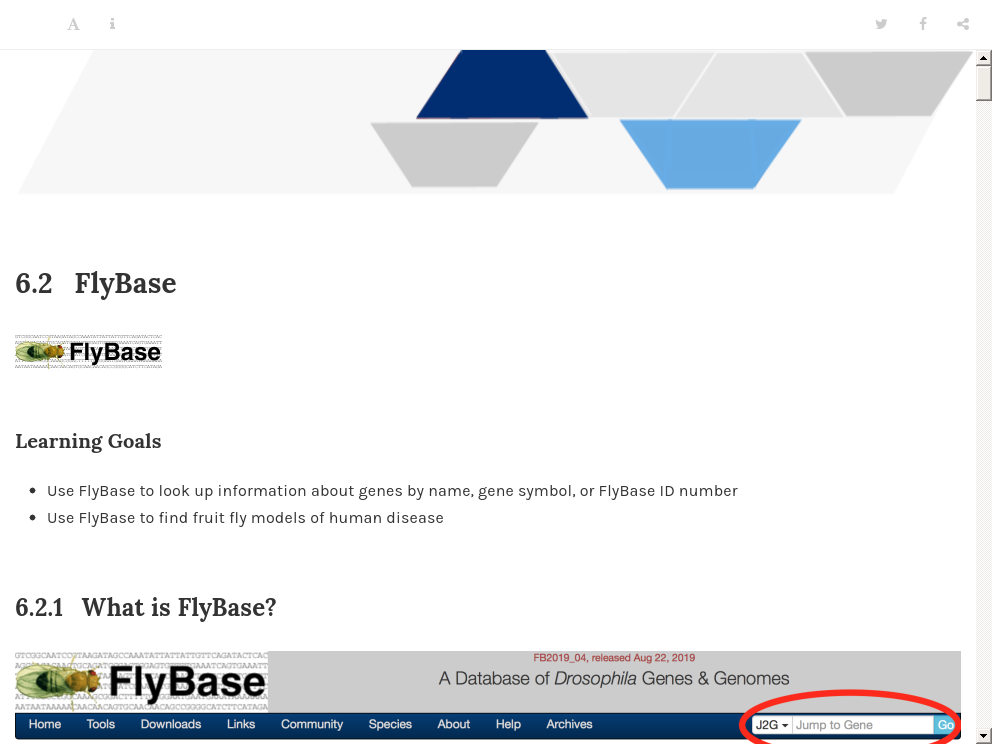 A i
6.2 FlyBase
FlyBase
Learning Goals
Use FlyBase to look up information about genes by name, gene symbol, or FlyBase ID number
Use FlyBase to find fruit fly models of human disease
6.2.1 What is FlyBase?
FB2019_04, released Aug 22, 2019
FlyBase
A Database of Drosophila Genes & Genomes
Home Tools Downloads Links Community Species About Help Archives J2G Jump to Gene Go